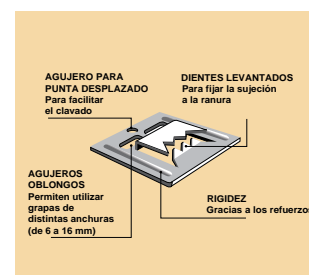 AGUJERO PARA
PUNTA DESPLAZADO
Para facilitar
el clavado
DIENTES LEVANTADOS
Para fijar la sujeción
a la ranura
AGUJEROS
OBLONGOS
Permiten utilizar
grapas de
distintas anchuras
(de 6 a 16 mm)
RIGIDEZ
Gracias a los refuerzos